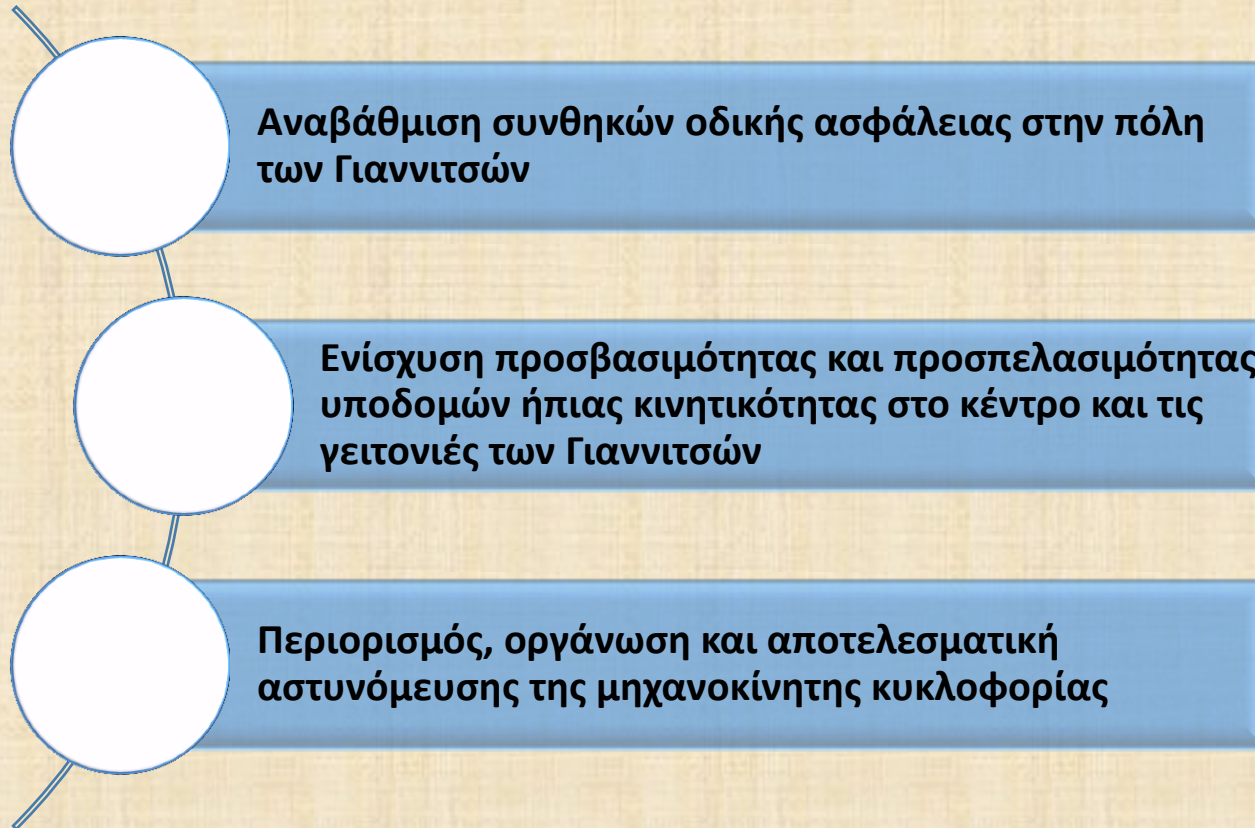 Αναβάθμιση συνθηκών οδικής ασφάλειας στην πόλη
των Γιαννιτσών
Ενίσχυση προσβασιμότητας και προσπελασιμότητας
υποδομών ήπιας κινητικότητας στο κέντρο και τις
γειτονιές των Γιαννιτσών
Περιορισμός, οργάνωση και αποτελεσματική
αστυνόμευσης της μηχανοκίνητης κυκλοφορίας